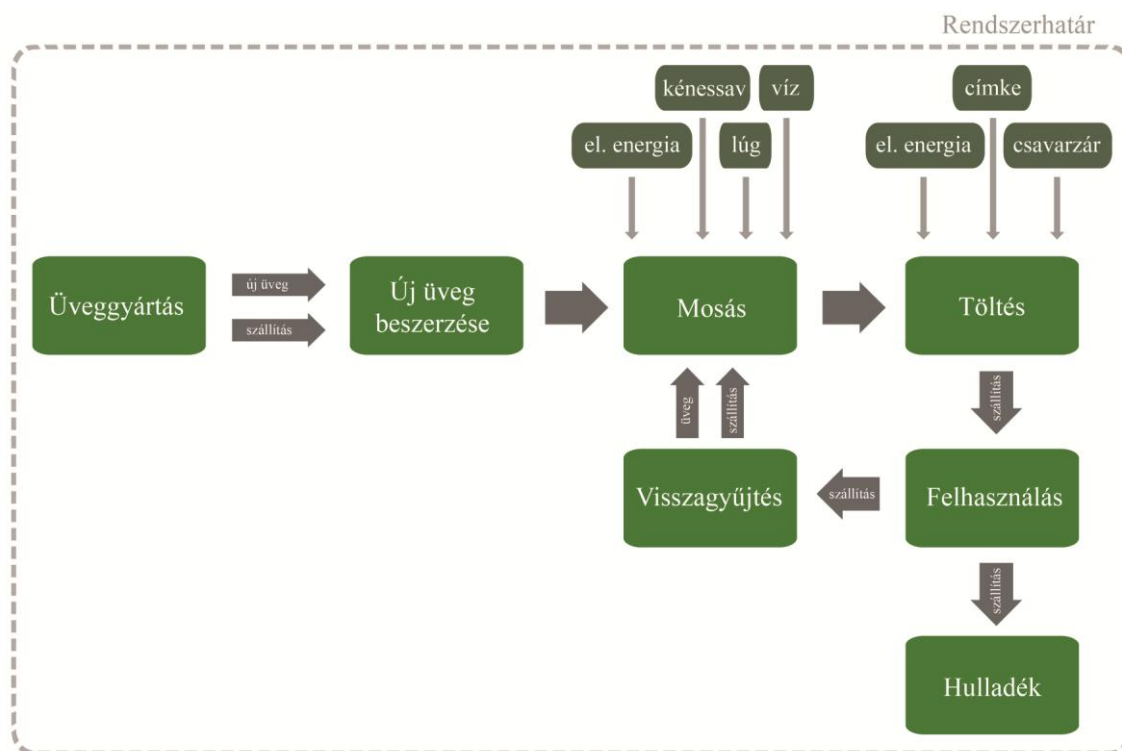 Rendszerhatár
kénessav
víz
címke
el. energia
lúg
el. energia
csavarzár
Üveggyártás
új üveg
szállítás
Új üveg
beszerzése
Mosás
Töltés
üveg
szállítás
szállítás
Visszagyűjtés
szállítás
Felhasználás
szállítás
Hulladék